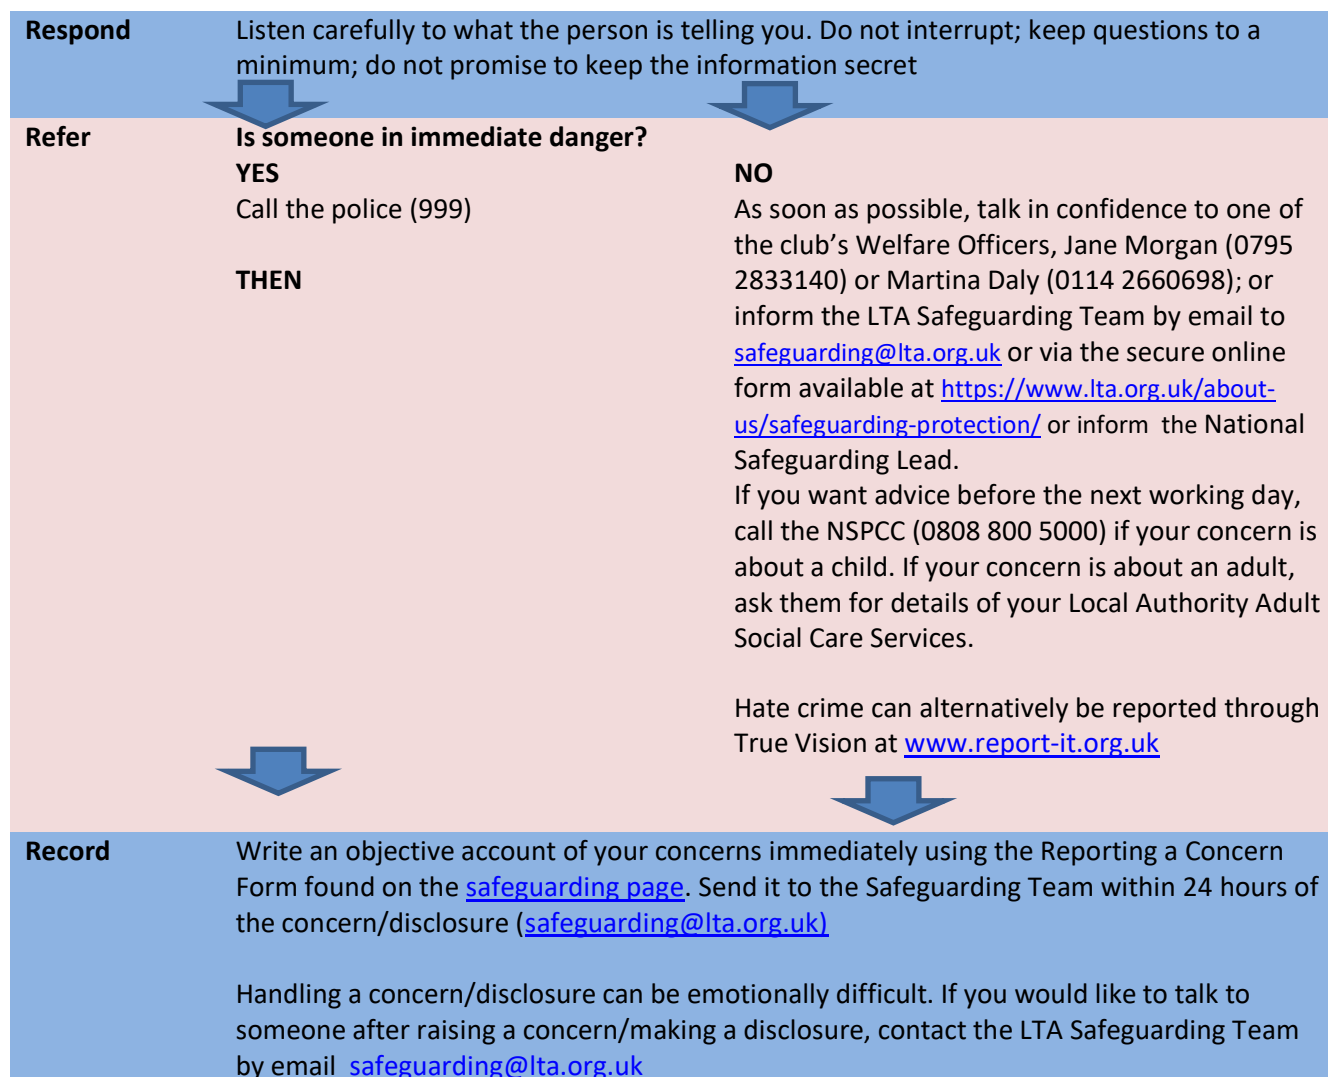 Respond
Listen carefully to what the person is telling you. Do not interrupt; keep questions to a
minimum; do not promise to keep the information secret
Refer
Is someone in immediate danger?
YES
Call the police (999)
THEN
NO
As soon as possible, talk in confidence to one of
the club’s Welfare Officers, Jane Morgan (0795
2833140) or Martina Daly (0114 2660698); or
inform the LTA Safeguarding Team by email to
safeguarding@lta.org.uk or via the secure online
form available at https://www.lta.org.uk/about-
us/safeguarding-protection/ or inform the National
Safeguarding Lead.
If you want advice before the next working day,
call the NSPCC (0808 800 5000) if your concern is
about a child. If your concern is about an adult,
ask them for details of your Local Authority Adult
Social Care Services.
Hate crime can alternatively be reported through
True Vision at www.report-it.org.uk
Record
Write an objective account of your concerns immediately using the Reporting a Concern
Form found on the safeguarding page. Send it to the Safeguarding Team within 24 hours of
the concern/disclosure (safeguarding@lta.org.uk)
Handling a concern/disclosure can be emotionally difficult. If you would like to talk to
someone after raising a concern/making a disclosure, contact the LTA Safeguarding Team
by email safeguarding@lta.org.uk